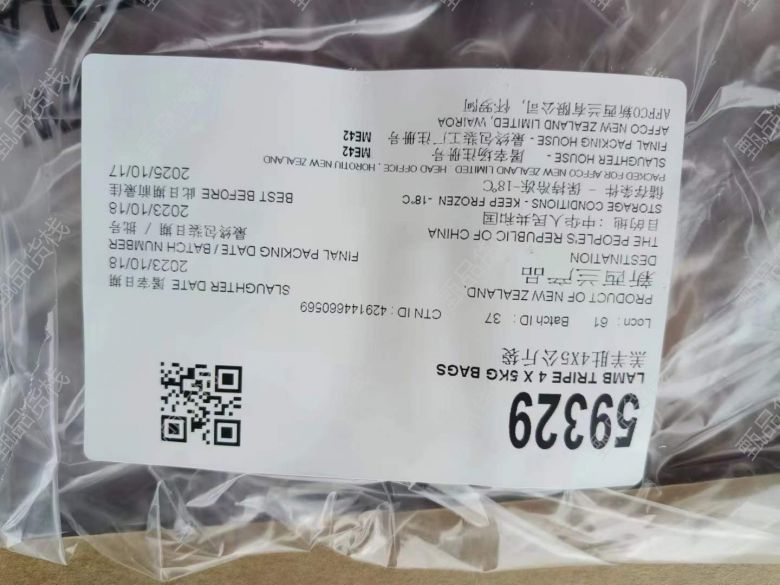 59329
LAMB TRIPE 4 X 5KG BAGS
羔羊肚4X5公斤袋
Locn: 61 Batch ID: 37
CTN ID: 429144660569
PRODUCT OF NEW ZEALAND.
新西兰产品
SLAUGHTER DATE 屠宰日期
2023/10/18
DESTINATION
THE PEOPLE'S REPUBLIC OF CHINA
目的地：中华人民共和国
FINAL PACKING DATE / BATCH NUMBER
最终包装日期 / 批号
2023/10/18
STORAGE CONDITIONS - KEEP FROZEN -18°C
储存条件 - 保持冷冻-18°C
BEST BEFORE 此日期前最佳
2025/10/17
PACKED FOR AFFCO NEW ZEALAND LIMITED, HEAD OFFICE, HOROTIU NEW ZEALAND
SLAUGHTER HOUSE - 屠宰场注册号 ME42
FINAL PACKING HOUSE - 最终包装工厂注册号 ME42
AFFCO NEW ZEALAND LIMITED, WAIROA
AFFCO新西兰有限公司, 怀罗阿
甄品货栈